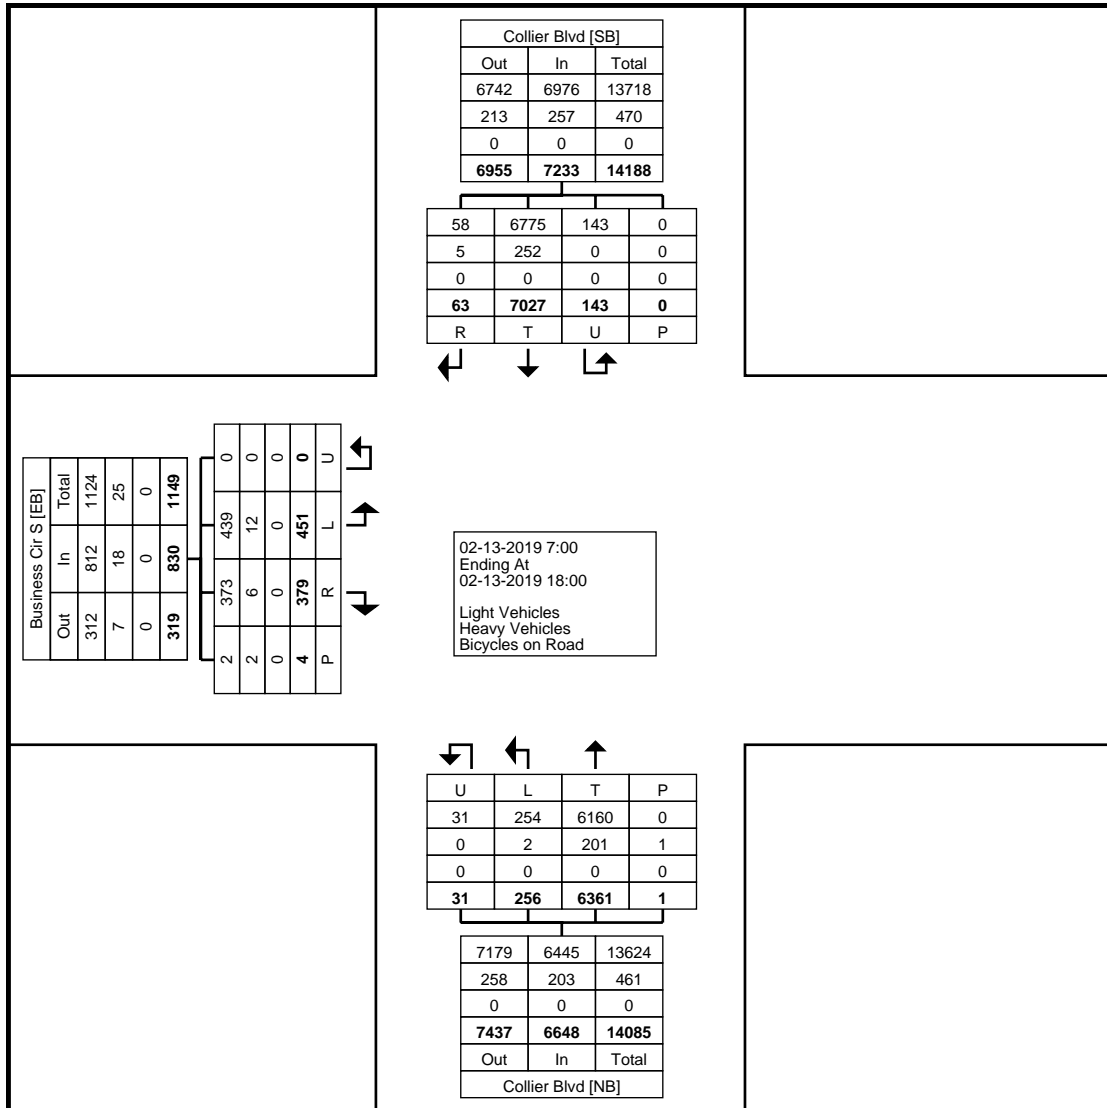 Collier Blvd [SB]
Out In Total
6742 6976 13718
213 257 470
0 0 0
6955 7233 14188
58 6775 143 0
5 252 0 0
0 0 0 0
63 7027 143 0
R T U P
Business Cir S [EB]
Out In Total
312 812 1124
7 18 25
0 0 0
319 830 1149
2 373 439 0
2 6 12 0
0 0 0 0
4 379 451 0
P R L U
02-13-2019 7:00
Ending At
02-13-2019 18:00
Light Vehicles
Heavy Vehicles
Bicycles on Road
U L T P
31 254 6160 0
0 2 201 1
0 0 0 0
31 256 6361 1
7179 6445 13624
258 203 461
0 0 0
7437 6648 14085
Out In Total
Collier Blvd [NB]